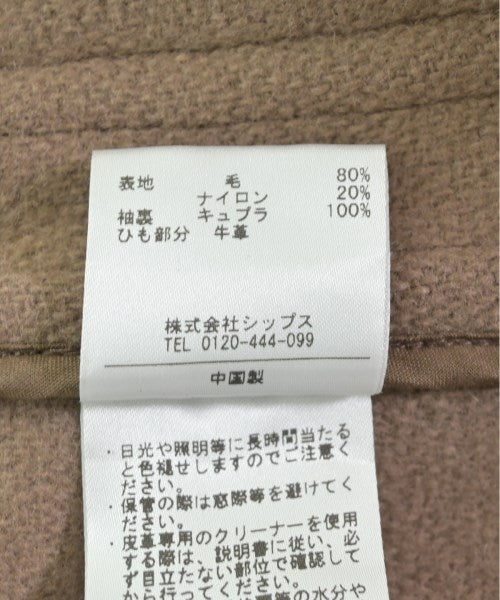 表地 毛 80%
ナイロン 20%
袖裏 キュプラ 100%
ひも部分 牛革
株式会社シップス
TEL 0120-444-099
中国製
・日光や照明等に長時間当たる
と色褪せしますのでご注意く
ださい。
・保管の際は窓際等を避けてく
ださい。
・皮革専用のクリーナーを使用
する際は、説明書に従い、必
ず目立たない部位で確認して
から行ってください。
等の水分や